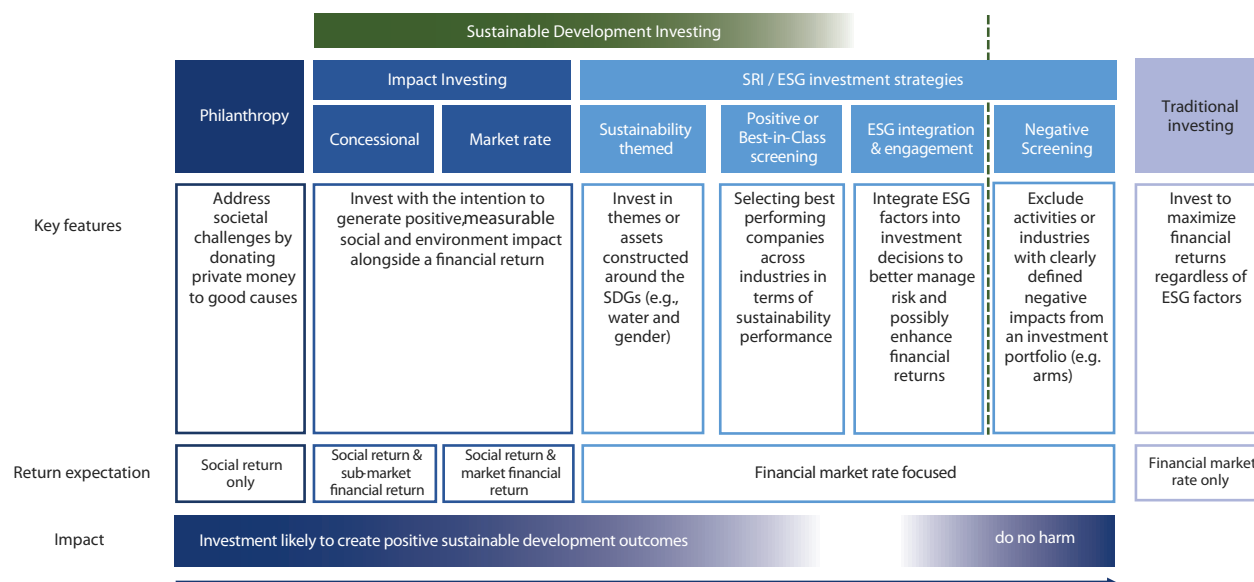 Sustainable Development Investing
Philanthropy
Impact Investing
SRI / ESG investment strategies
Traditional
investing
Concessional
Market rate
Sustainability
themed
Positive or
Best-in-Class
screening
ESG integration
& engagement
Negative
Screening
Key features
Address
societal
challenges by
donating
private money
to good causes
Invest with the intention to
generate positive,measurable
social and environment impact
alongside a financial return
Invest in
themes or
assets
constructed
around the
SDGs (e.g.,
water and
gender)
Selecting best
performing
companies
across
industries in
terms of
sustainability
performance
Integrate ESG
factors into
investment
decisions to
better manage
risk and
possibly
enhance
financial
returns
Exclude
activities or
industries
with clearly
defined
negative
impacts from
an investment
portfolio (e.g.
arms)
Invest to
maximize
financial
returns
regardless of
ESG factors
Return expectation
Social return
only
Social return &
sub-market
financial return
Social return &
market financial
return
Financial market rate focused
Financial market
rate only
Impact
Investment likely to create positive sustainable development outcomes
do no harm